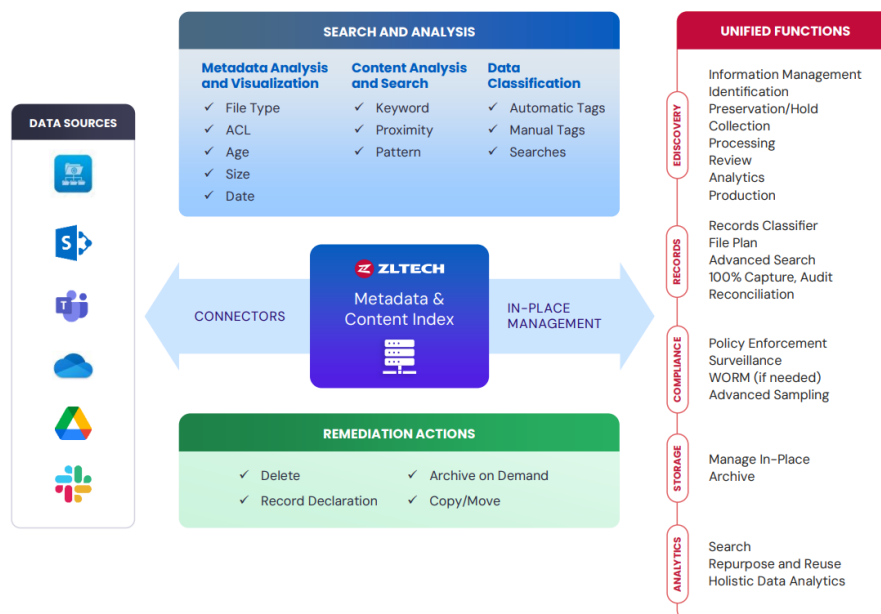 SEARCH AND ANALYSIS
Metadata Analysis
and Visualization
File Type
ACL
Age
Size
Date
Content Analysis
and Search
Keyword
Proximity
Pattern
Data
Classification
Automatic Tags
Manual Tags
Searches
DATA SOURCES
S
T
CONNECTORS
ZLTECH
Metadata &
Content Index
IN-PLACE
MANAGEMENT
REMEDIATION ACTIONS
Delete
Record Declaration
Archive on Demand
Copy/Move
UNIFIED FUNCTIONS
EDISCOVERY
Information Management
Identification
Preservation/Hold
Collection
Processing
Review
Analytics
Production
RECORDS
Records Classifier
File Plan
Advanced Search
100% Capture, Audit
Reconciliation
COMPLIANCE
Policy Enforcement
Surveillance
WORM (if needed)
Advanced Sampling
STORAGE
Manage In-Place
Archive
ANALYTICS
Search
Repurpose and Reuse
Holistic Data Analytics